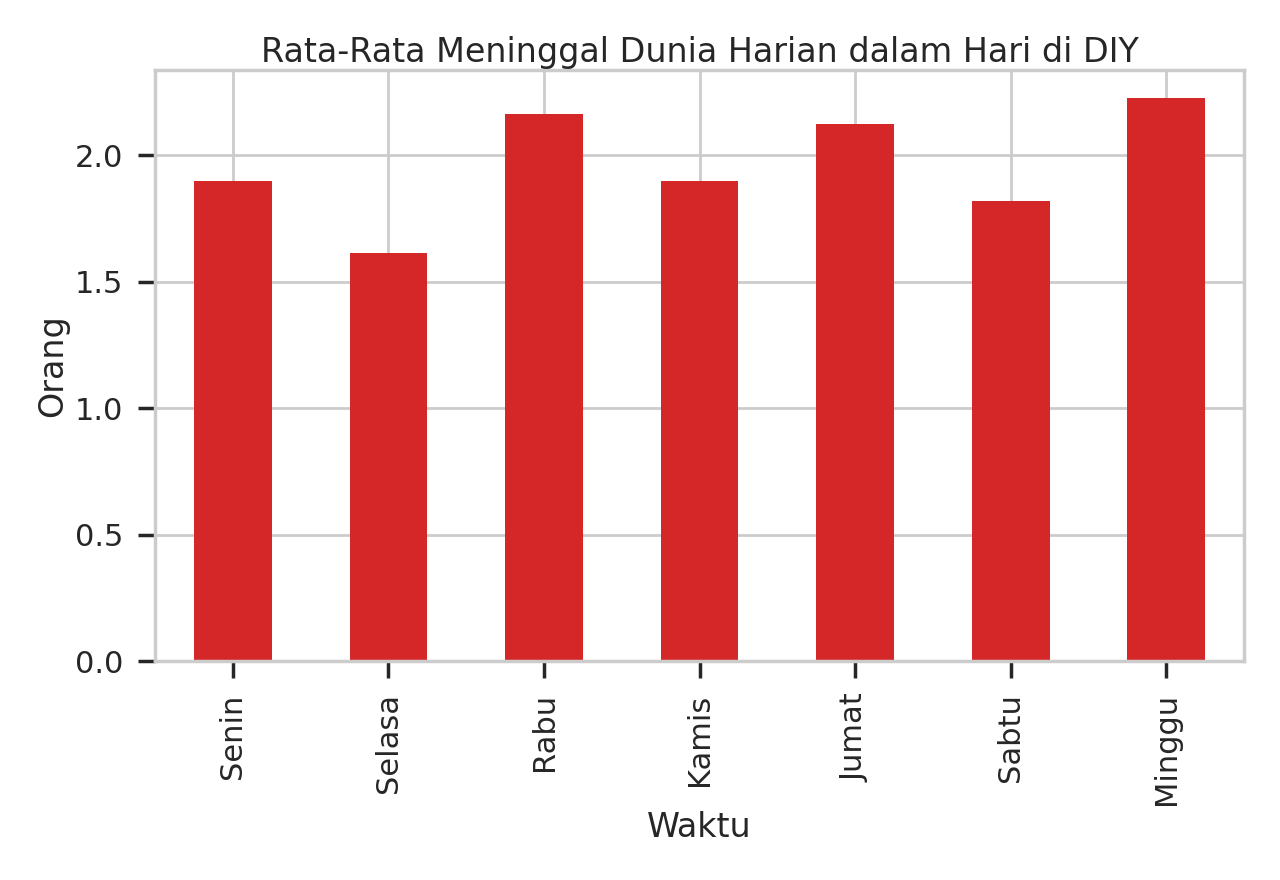 Rata-Rata Meninggal Dunia Harian dalam Hari di DIY
Orang
2.0
1.5
1.0
0.5
0.0
Senin
Selasa
Rabu
Kamis
Jumat
Sabtu
Minggu
Waktu